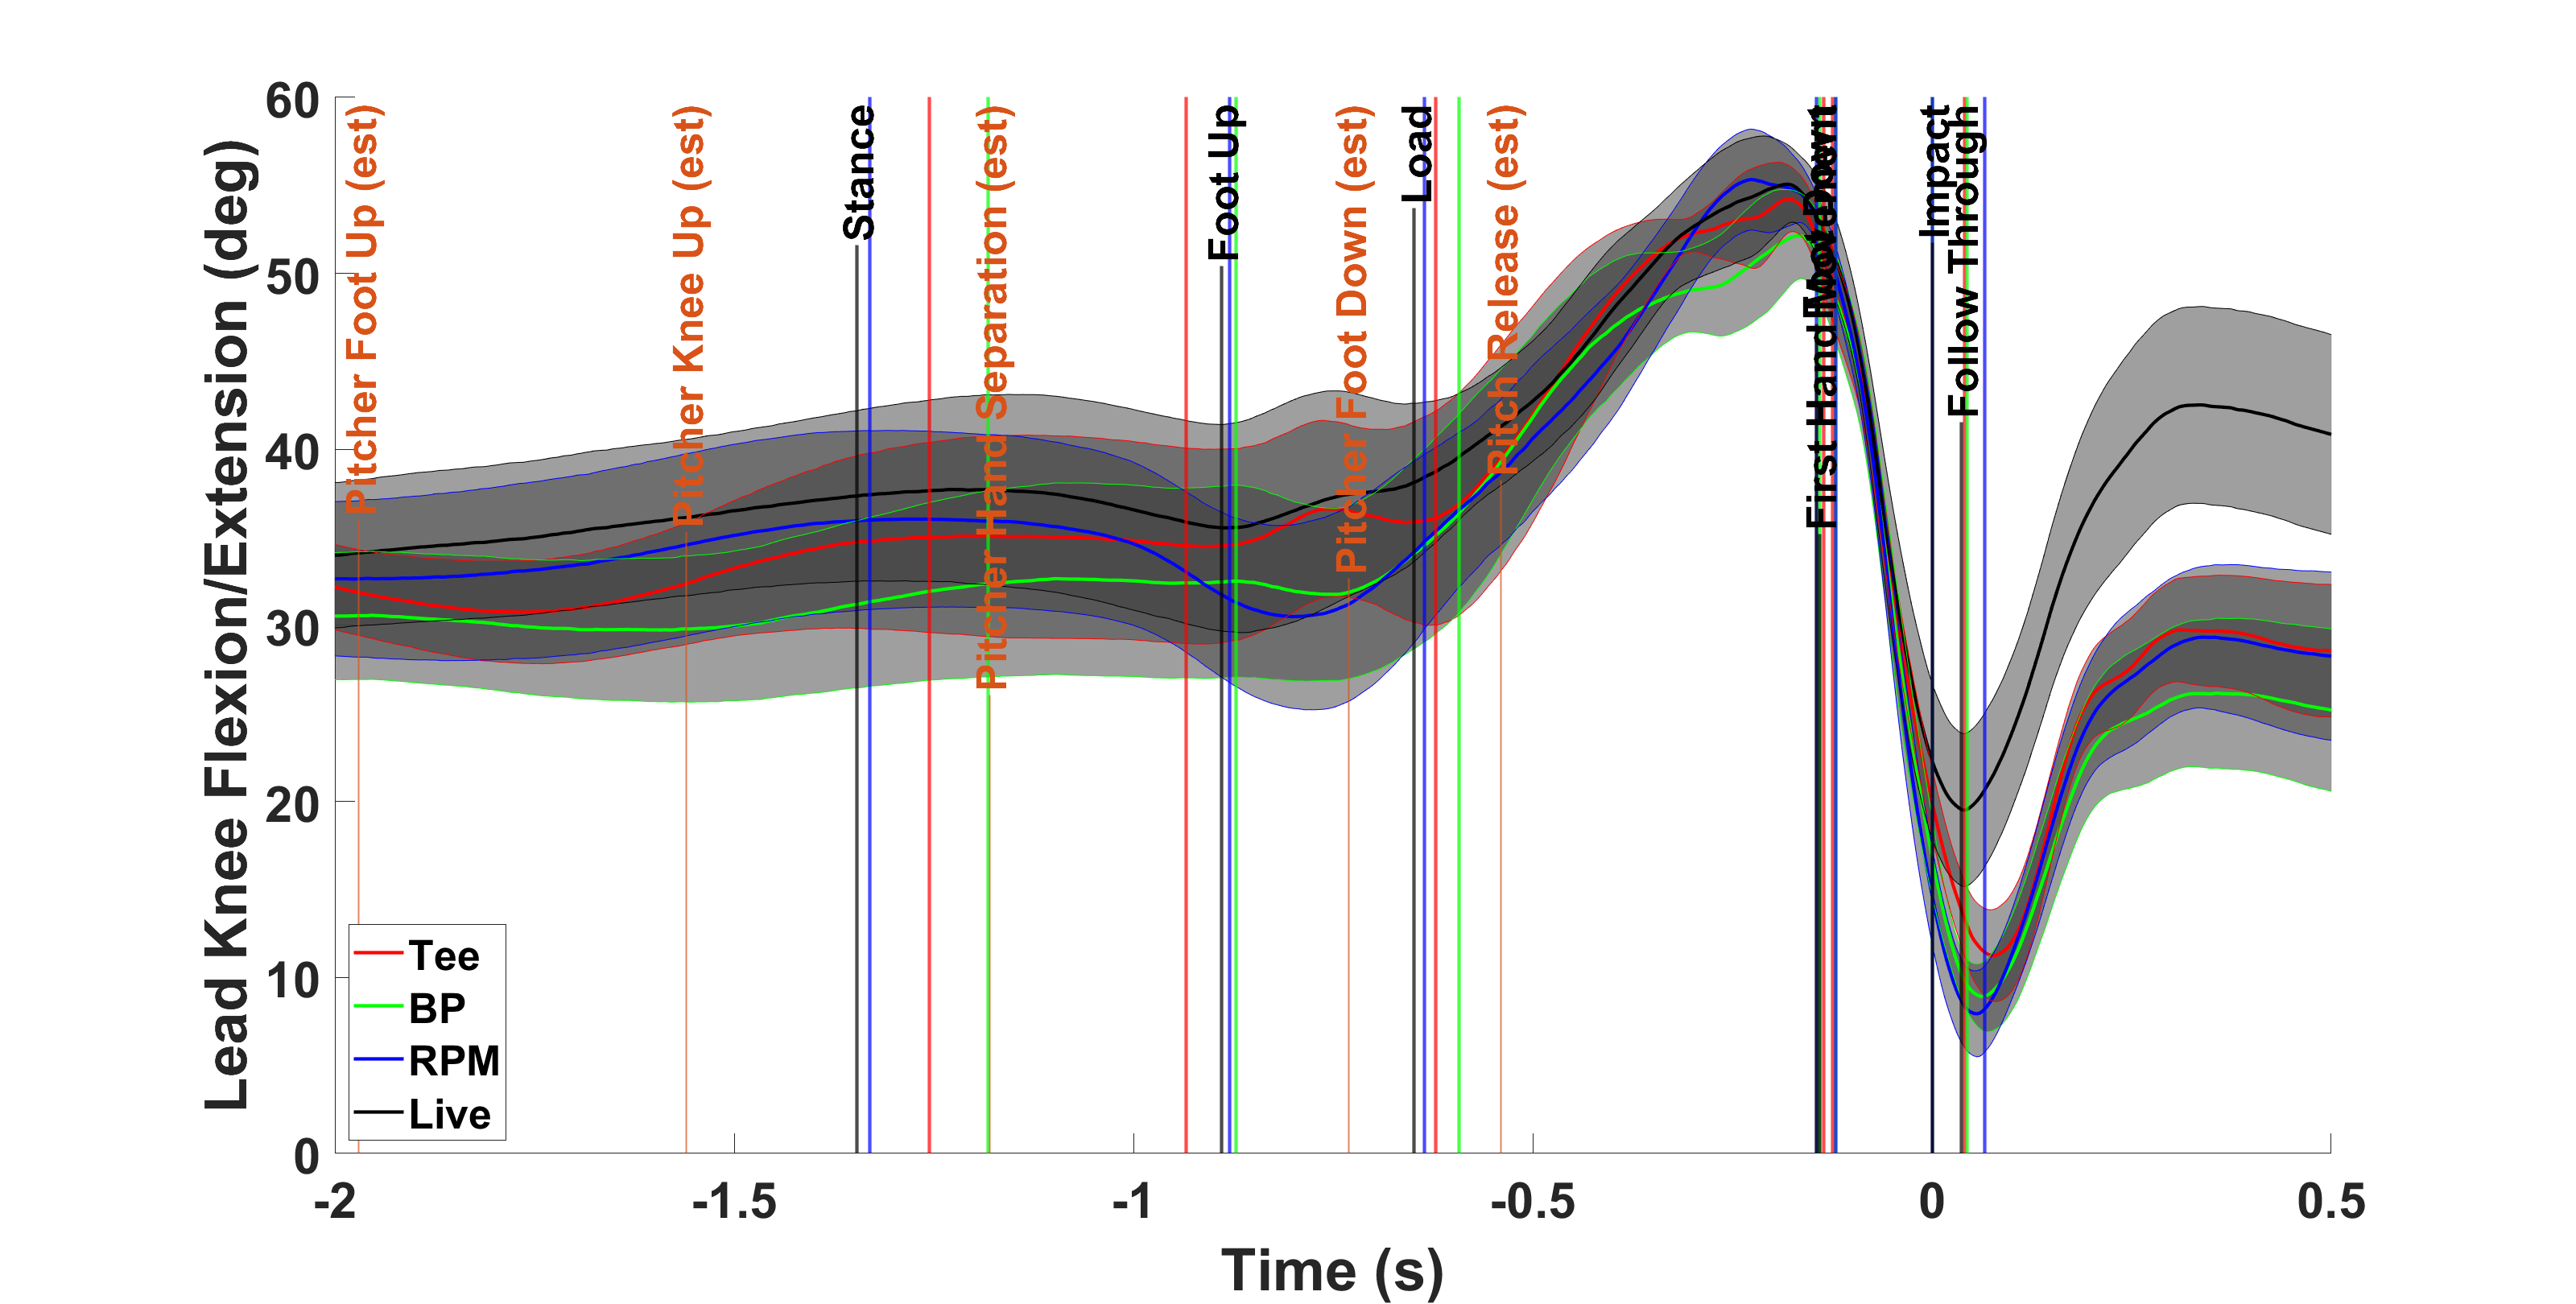 Lead Knee Flexion/Extension (deg)
60
50
40
30
20
10
0
Pitcher Foot Up (est)
Pitcher Knee Up (est)
Stance
Pitcher Hand Separation (est)
Foot Up
Pitcher Foot Down (est)
Load
Pitch Release (est)
First Hand Movement
Impact
Follow Through
Tee
BP
RPM
Live
-2
-1.5
-1
-0.5
0
0.5
Time (s)